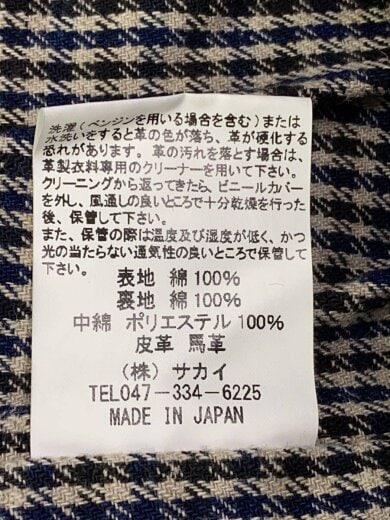 洗濯(ベンジンを用いる場合を含む)または
水洗いをすると革の色が落ち、革が硬化する
恐れがあります。革の汚れを落とす場合は、
革製衣料専用のクリーナーを用いて下さい。
クリーニングから返ってきたら、ビニールカバー
を外し、風通しの良いところで十分乾燥を行った
後、保管して下さい。
また、保管の際は温度及び湿度が低く、かつ
光の当たらない通気性の良いところで保管して
下さい。
表地 綿100%
裏地 綿100%
中綿 ポリエステル100%
皮革 馬革
(株)サカイ
TEL047-334-6225
MADE IN JAPAN